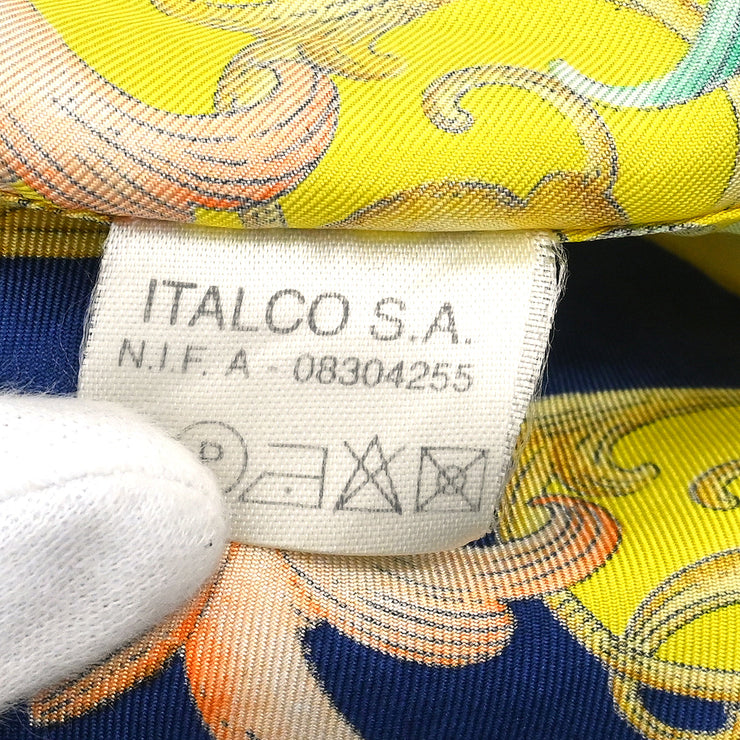 ITALCO S.A.
N.I.F. A - 08304255
P